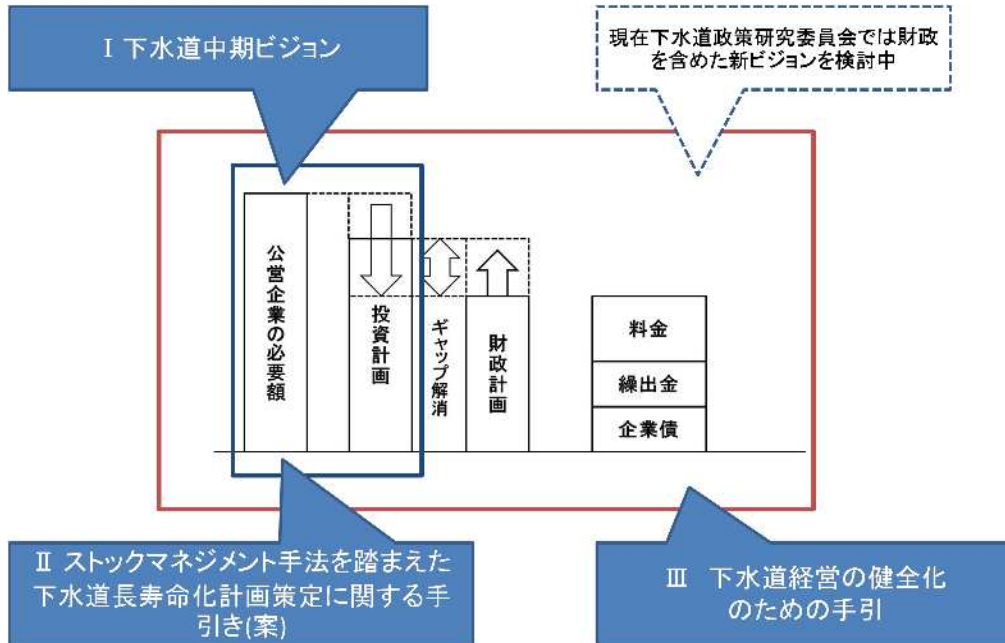 Ⅰ 下水道中期ビジョン
現在下水道政策研究委員会では財政
を含めた新ビジョンを検討中
公営企業の必要額
投資計画
ギャップ解消
財政計画
料金
繰出金
企業債
Ⅱ ストックマネジメント手法を踏まえた
下水道長寿命化計画策定に関する手
引き(案)
Ⅲ 下水道経営の健全化
のための手引